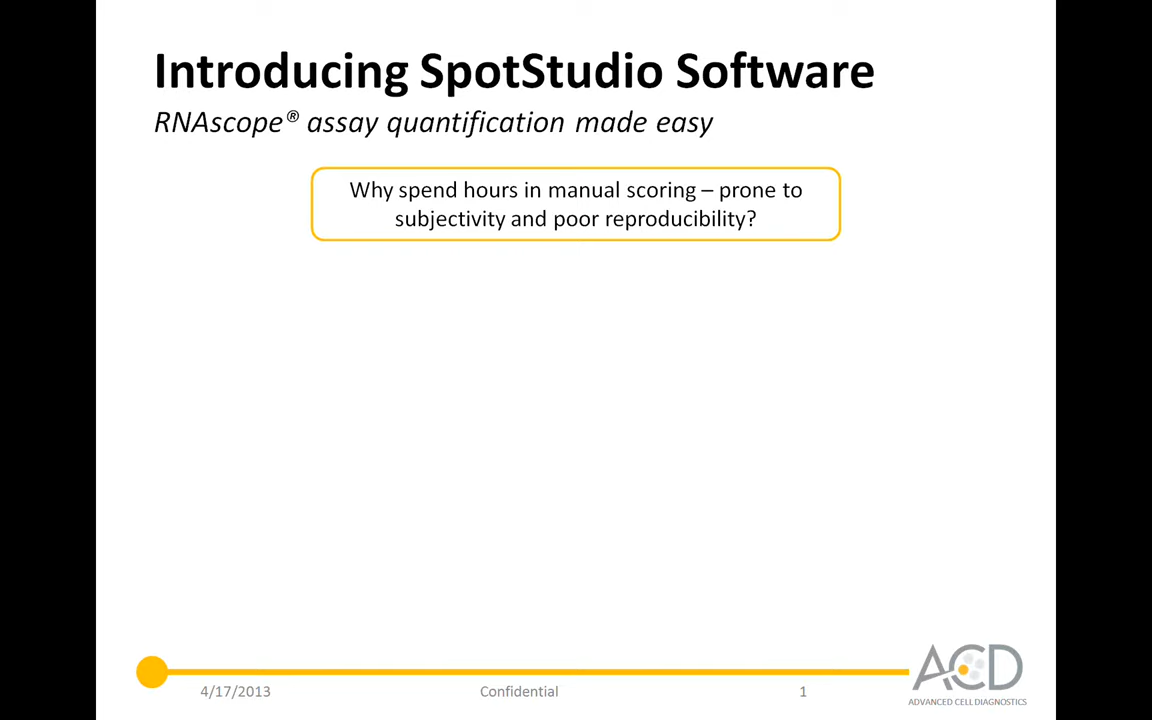 Introducing SpotStudio Software
RNAscope® assay quantification made easy
Why spend hours in manual scoring – prone to
subjectivity and poor reproducibility?
4/17/2013
Confidential
1
ACD
ADVANCED CELL DIAGNOSTICS